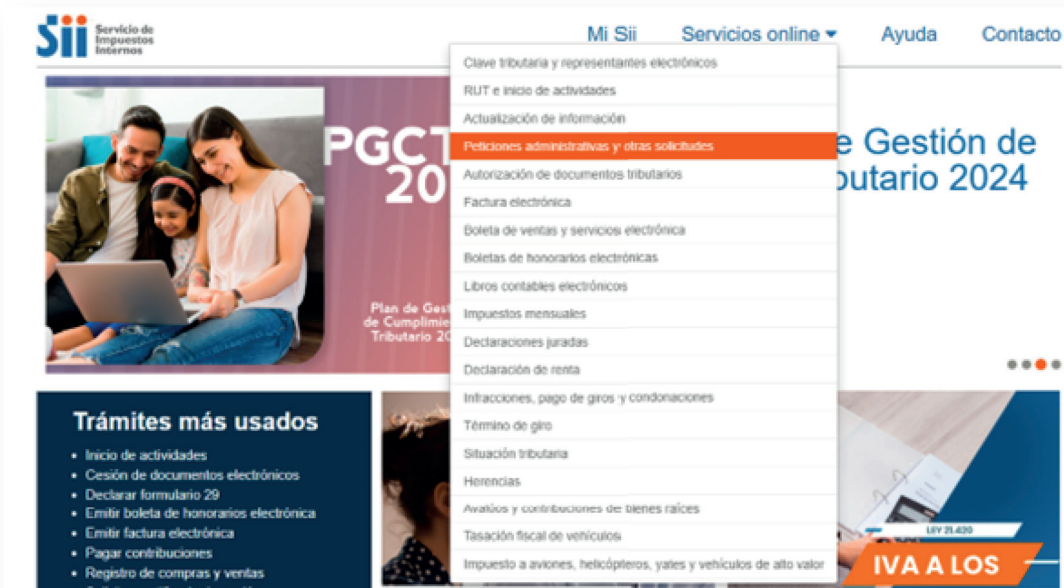 Sii Servicio de
Impuestos
Internos
Mi Sii Servicios online Ayuda Contacto
Clave tributaria y representantes electrónicos
RUT e inicio de actividades
Actualización de información
Peticiones administrativas y otras solicitudes
Autorización de documentos tributarios
Factura electrónica
Boleta de ventas y servicios electrónica
Boletas de honorarios electrónicas
Libros contables electrónicos
Impuestos mensuales
Declaraciones juradas
Declaración de renta
Infracciones, pago de giros y condonaciones
Término de giro
Situación tributaria
Herencias
Avalúos y contribuciones de bienes raíces
Tasación fiscal de vehículos
Impuesto a aviones, helicópteros, yates y vehículos de alto valor
PGCT
20
Plan de Gest
de Cumplimie
Tributario 20
e Gestión de
butario 2024
Trámites más usados
• Inicio de actividades
• Cesión de documentos electrónicos
• Declarar formulario 29
• Emitir boleta de honorarios electrónica
• Emitir factura electrónica
• Pagar contribuciones
• Registro de compras y ventas
LEY 21.420
IVA A LOS